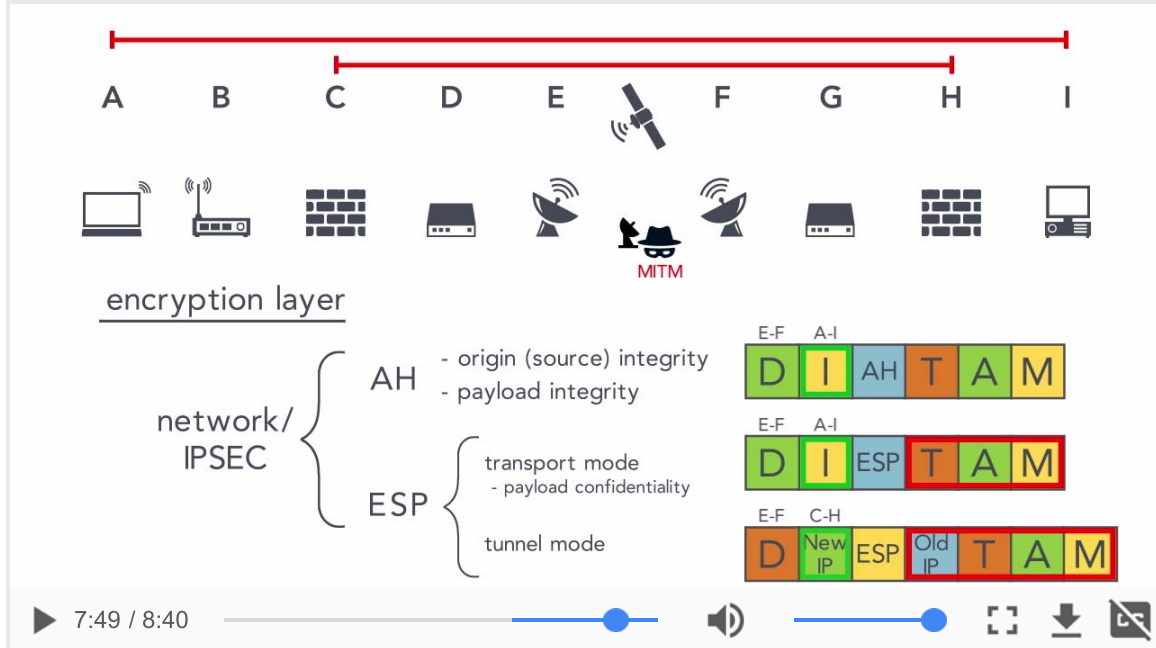 A B C D E F G H I
MITM
encryption layer
network/
IPSEC
AH
- origin (source) integrity
- payload integrity
ESP
transport mode
- payload confidentiality
tunnel mode
E-F A-I
D I AH T A M
E-F A-I
D I ESP T A M
E-F C-H
D New IP ESP Old IP T A M
7:49 / 8:40
CC